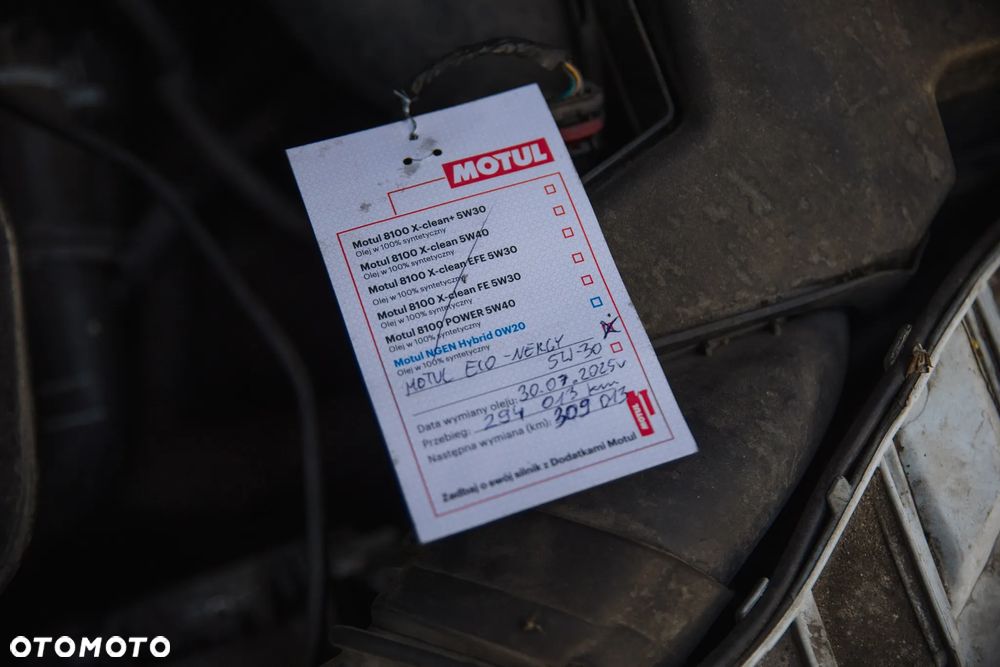 MOTUL
Motul 8100 X-clean+ 5W30
Olej w 100% syntetyczny
Motul 8100 X-clean 5W40
Olej w 100% syntetyczny
Motul 8100 X-clean EFE 5W30
Olej w 100% syntetyczny
Motul 8100 X-clean FE 5W30
Olej w 100% syntetyczny
Motul 8100 POWER 5W40
Olej w 100% syntetyczny
Motul NGEN Hybrid 0W20
Olej w 100% syntetyczny
MOTUL ECO-NERGY
5W-30
Data wymiany oleju: 30.07.2025r
Przebieg: 294 013 km
Następna wymiana (km): 309 013
MOTUL
Zadbaj o swój silnik z Dodatkami Motul
OTOMOTO